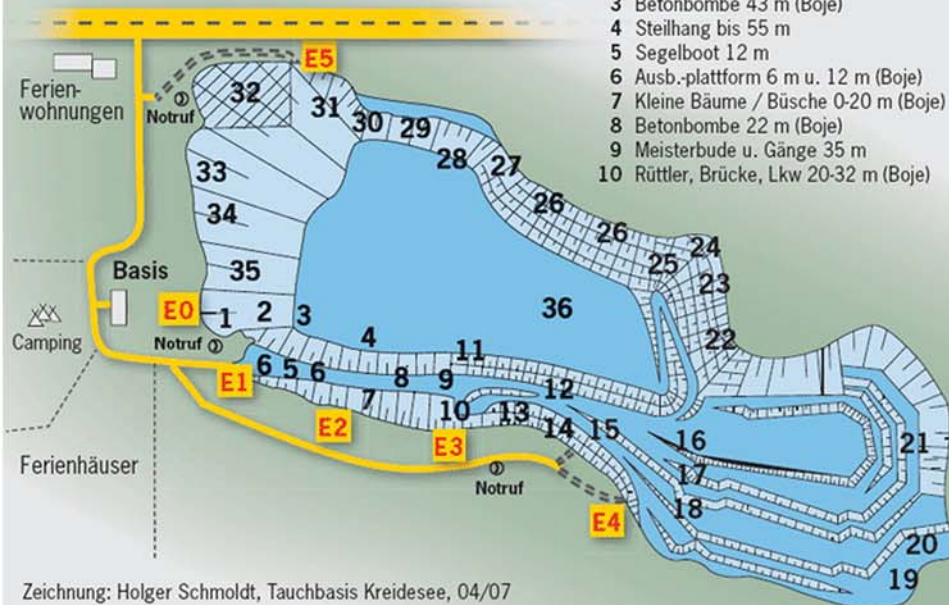 3 Betonbombe 43 m (Boje)
4 Steilhang bis 55 m
5 Segelboot 12 m
6 Ausb.-plattform 6 m u. 12 m (Boje)
7 Kleine Bäume / Büsche 0-20 m (Boje)
8 Betonbombe 22 m (Boje)
9 Meisterbude u. Gänge 35 m
10 Rüttler, Brücke, Lkw 20-32 m (Boje)
E5
Ferien-
wohnungen
Notruf
32
31
30
29
28
27
26
26
25
24
23
22
33
34
35
36
Basis
E0
1
2
3
4
11
Camping
Notruf
E1
6
5
6
8
9
12
7
10
13
14
15
16
17
18
21
20
19
E2
E3
Notruf
E4
Ferienhäuser
Zeichnung: Holger Schmoldt, Tauchbasis Kreidesee, 04/07